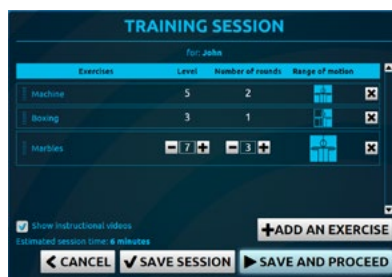 TRAINING SESSION
for: John
Exercises Level Number of rounds Range of motion
Machine 5 2
Boxing 3 1
Marbles 7 3
Show instructional videos
Estimated session time: 6 minutes
ADD AN EXERCISE
CANCEL SAVE SESSION SAVE AND PROCEED